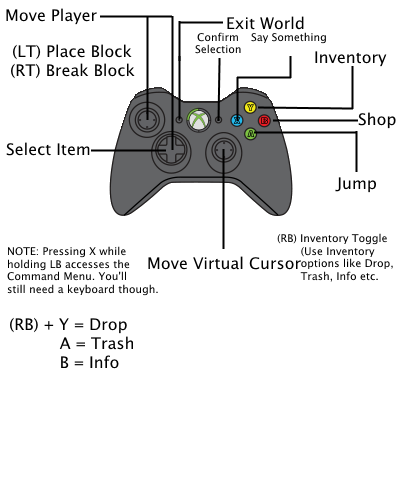 Move Player
Exit World
Confirm
Selection
Say Something
(LT) Place Block
(RT) Break Block
Inventory
Y
X
B
A
Shop
Select Item
Jump
NOTE: Pressing X while
holding LB accesses the
Command Menu. You'll
still need a keyboard though.
Move Virtual Cursor
(RB) Inventory Toggle
(Use Inventory
options like Drop,
Trash, Info etc.
(RB) + Y = Drop
A = Trash
B = Info